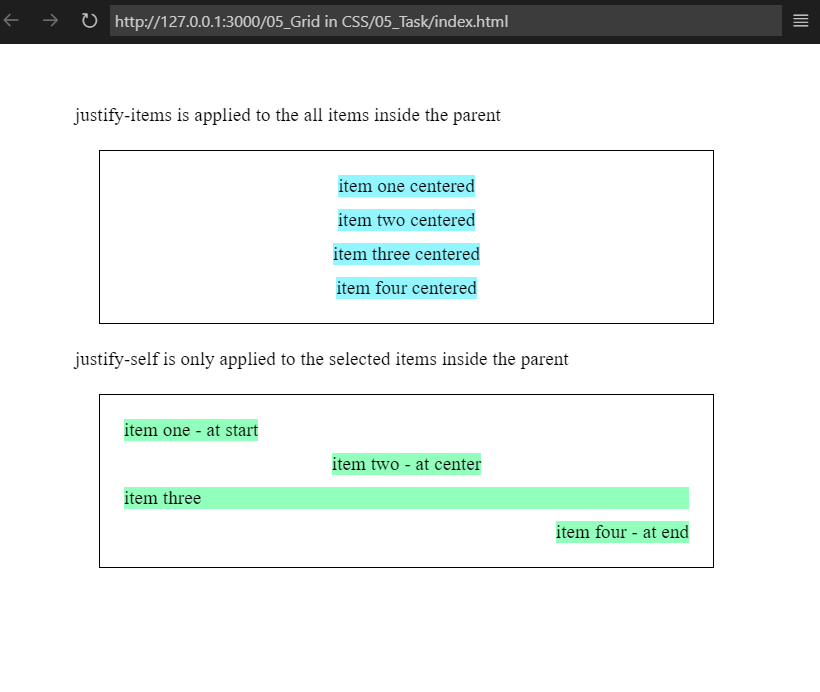 http://127.0.0.1:3000/05_Grid in CSS/05_Task/index.html
justify-items is applied to the all items inside the parent
item one centered
item two centered
item three centered
item four centered
justify-self is only applied to the selected items inside the parent
item one - at start
item two - at center
item three
item four - at end